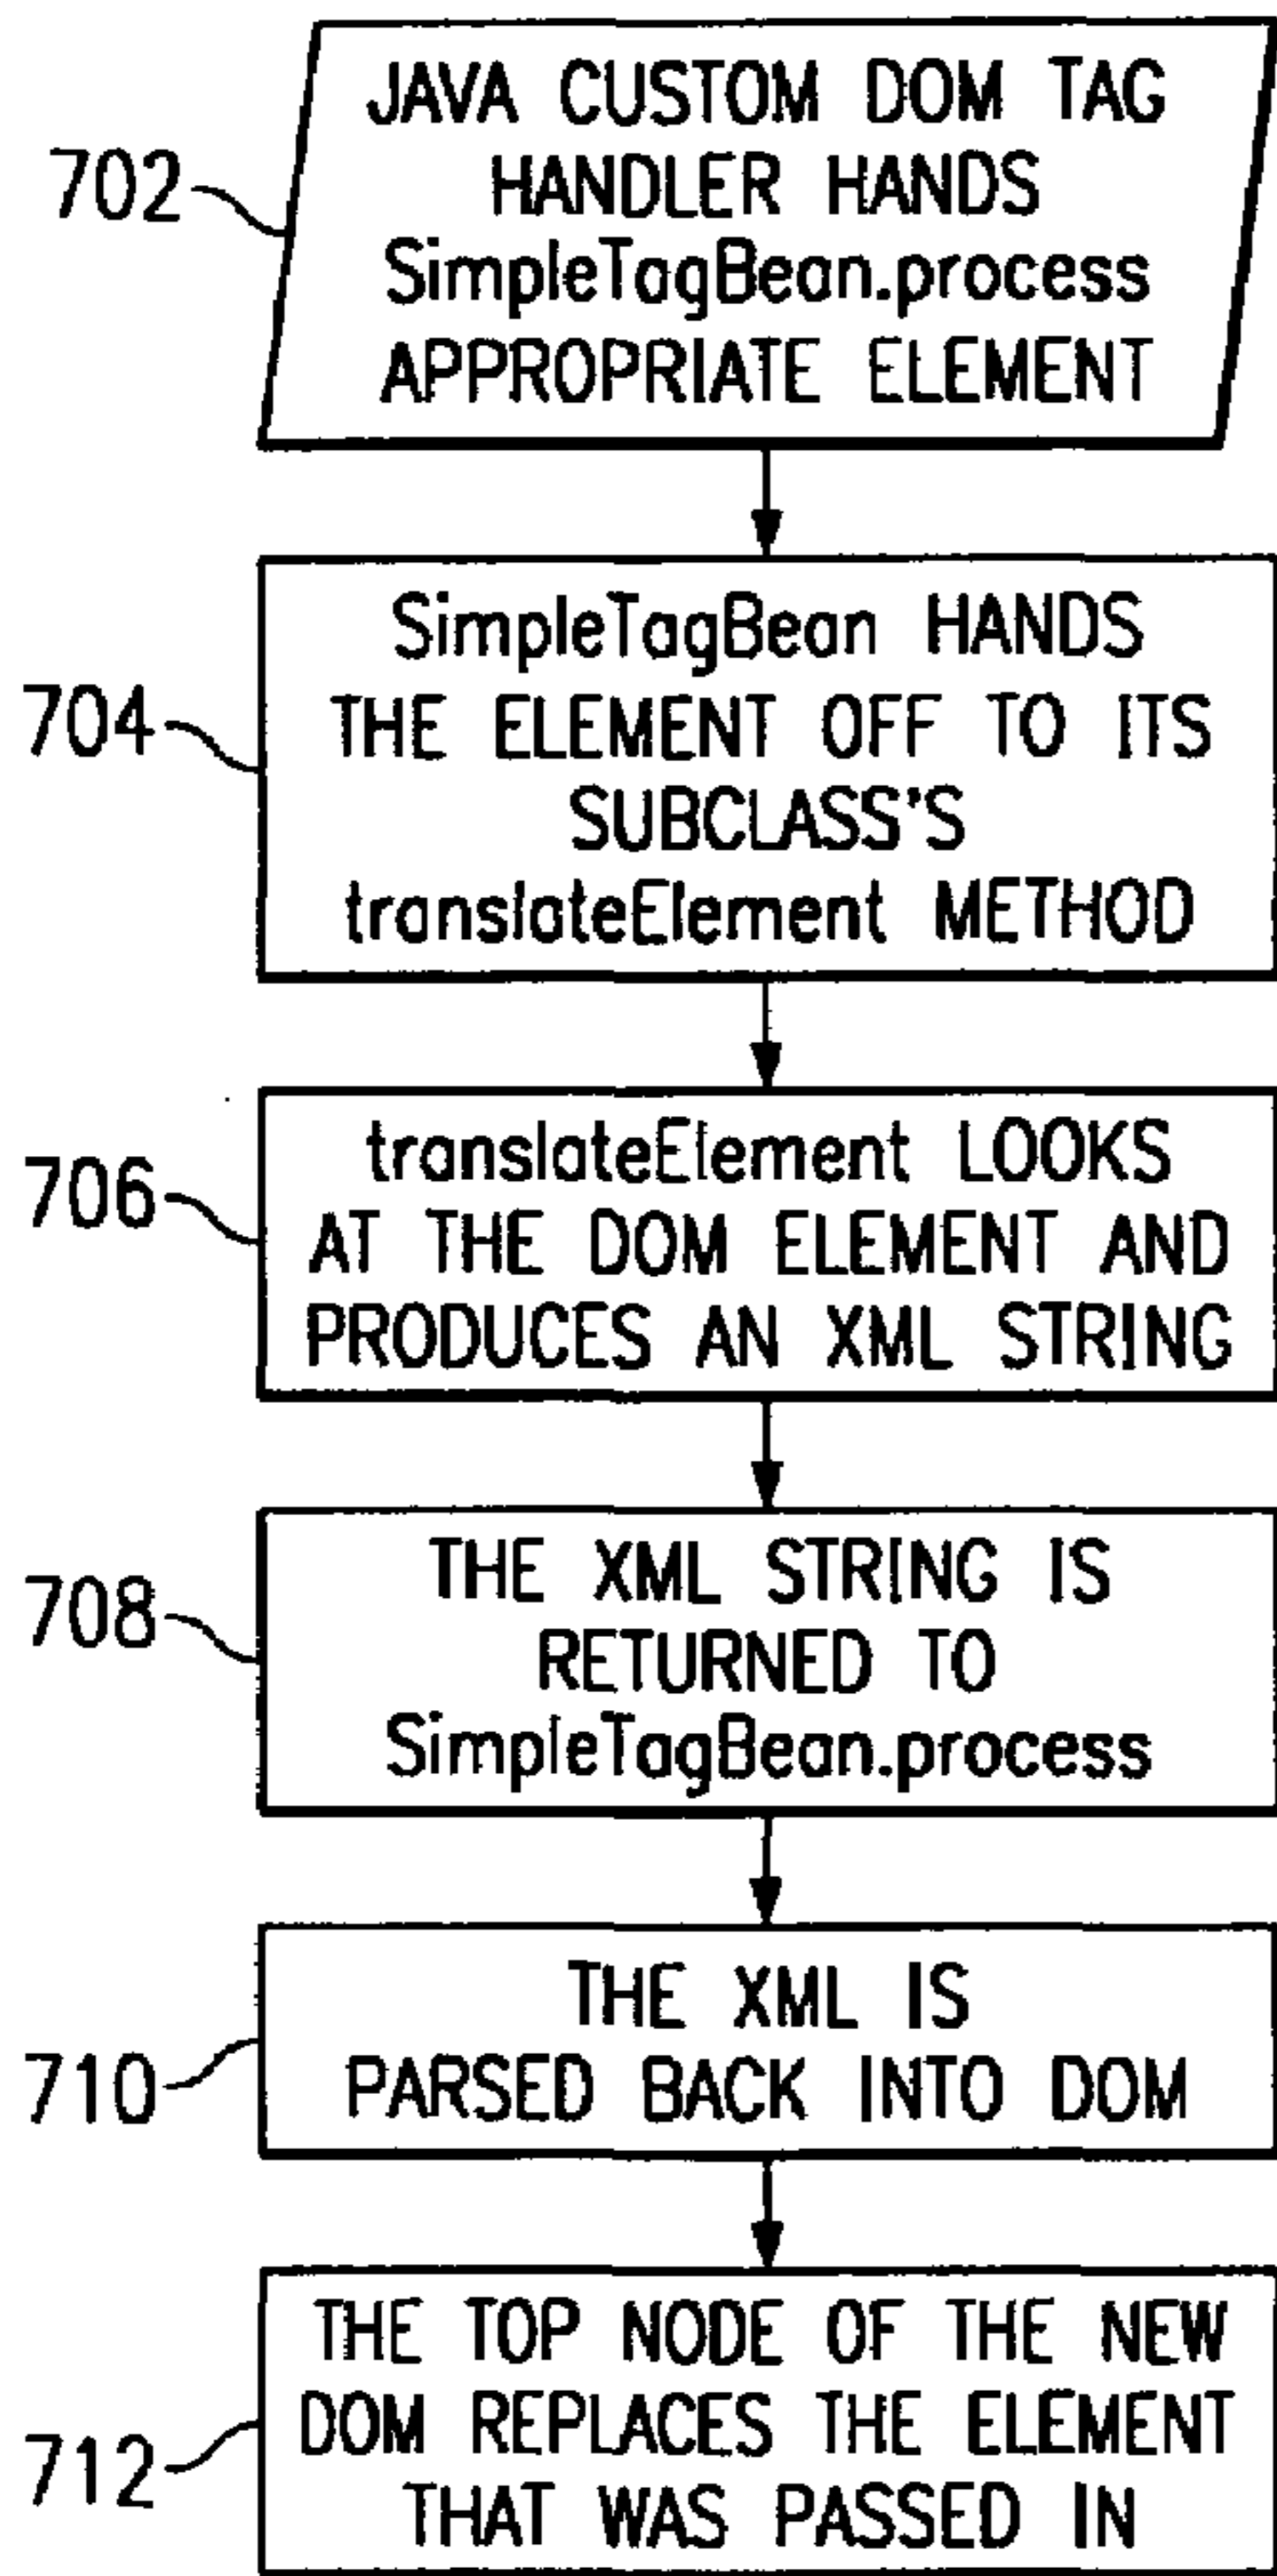 JAVA CUSTOM DOM TAG
702
HANDLER HANDS
SimpleTagBean.process
APPROPRIATE ELEMENT
SimpleTagBean HANDS
704
THE ELEMENT OFF TO ITS
SUBCLASS'S
translateElement METHOD
translateElement LOOKS
706
AT THE DOM ELEMENT AND
PRODUCES AN XML STRING
THE XML STRING IS
708
RETURNED TO
SimpleTagBean.process
THE XML IS
710
PARSED BACK INTO DOM
THE TOP NODE OF THE NEW
712
DOM REPLACES THE ELEMENT
THAT WAS PASSED IN